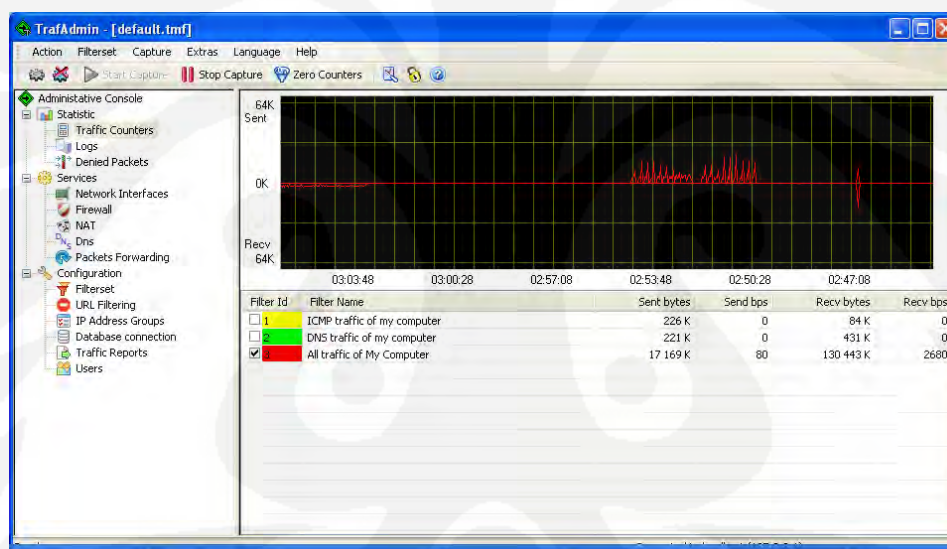 TrafAdmin - [default.tmf]
Action Filterset Capture Extras Language Help
Start Capture Stop Capture Zero Counters
Administative Console
Statistic
Traffic Counters
Logs
Denied Packets
Services
Network Interfaces
Firewall
NAT
DNS Dns
Packets Forwarding
Configuration
Filterset
URL Filtering
IP Address Groups
Database connection
Traffic Reports
Users
64K
Sent
0K
Recv
64K
03:03:48 03:00:28 02:57:08 02:53:48 02:50:28 02:47:08
Filter Id Filter Name Sent bytes Send bps Recv bytes Recv bps
1 ICMP traffic of my computer 226 K 0 84 K 0
2 DNS traffic of my computer 221 K 0 431 K 0
3 All traffic of My Computer 17 169 K 80 130 443 K 2680